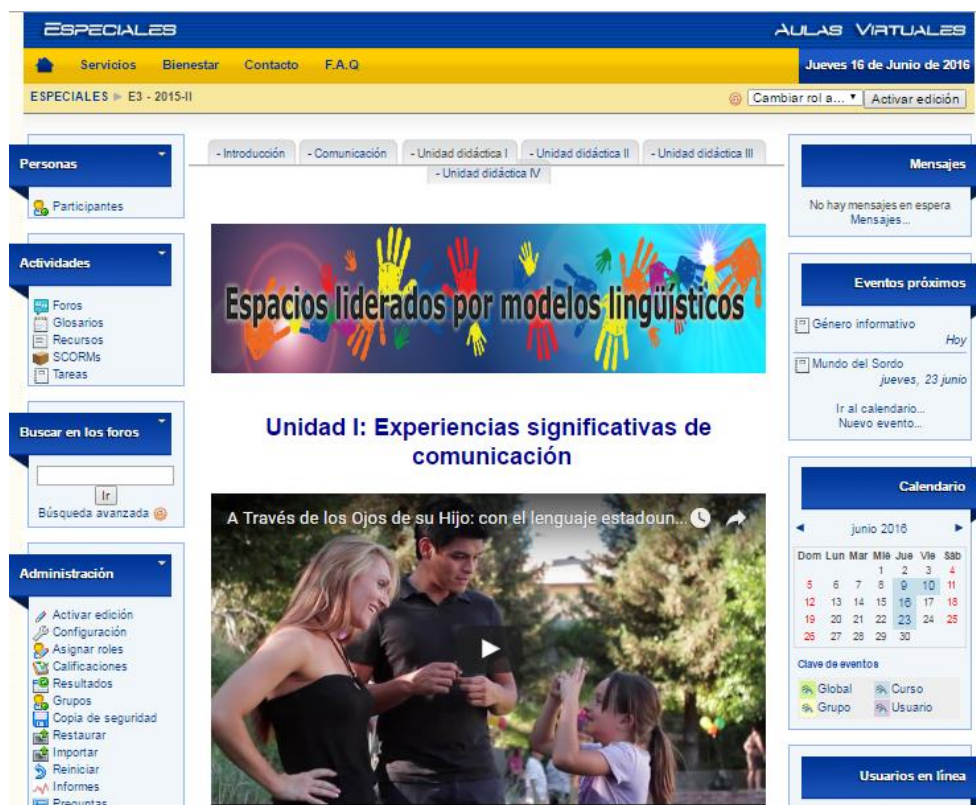 ESPECIALES
AULAS VIRTUALES
Servicios Bienestar Contacto F.A.Q
Jueves 16 de Junio de 2016
ESPECIALES ► E3 - 2015-II
Cambiar rol a... ▼ Activar edición
Personas
Participantes
Actividades
Foros
Glosarios
Recursos
SCORMs
Tareas
Buscar en los foros
Ir
Búsqueda avanzada
Administración
Activar edición
Configuración
Asignar roles
Calificaciones
Resultados
Grupos
Copia de seguridad
Restaurar
Importar
Reiniciar
Informes
Preguntas
- Introducción - Comunicación - Unidad didáctica I - Unidad didáctica II - Unidad didáctica III
- Unidad didáctica IV
Espacios liderados por modelos lingüísticos
Unidad I: Experiencias significativas de
comunicación
A Través de los Ojos de su Hijo: con el lenguaje estadoun...
Mensajes
No hay mensajes en espera
Mensajes...
Eventos próximos
Género informativo
Hoy
Mundo del Sordo
jueves, 23 junio
Ir al calendario...
Nuevo evento...
Calendario
◄ junio 2016 ►
Dom Lun Mar Mié Jue Vie Sáb
1 2 3 4
5 6 7 8 9 10 11
12 13 14 15 16 17 18
19 20 21 22 23 24 25
26 27 28 29 30
Clave de eventos
Global Curso
Grupo Usuario
Usuarios en línea